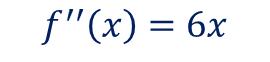 f''(x) = 6x